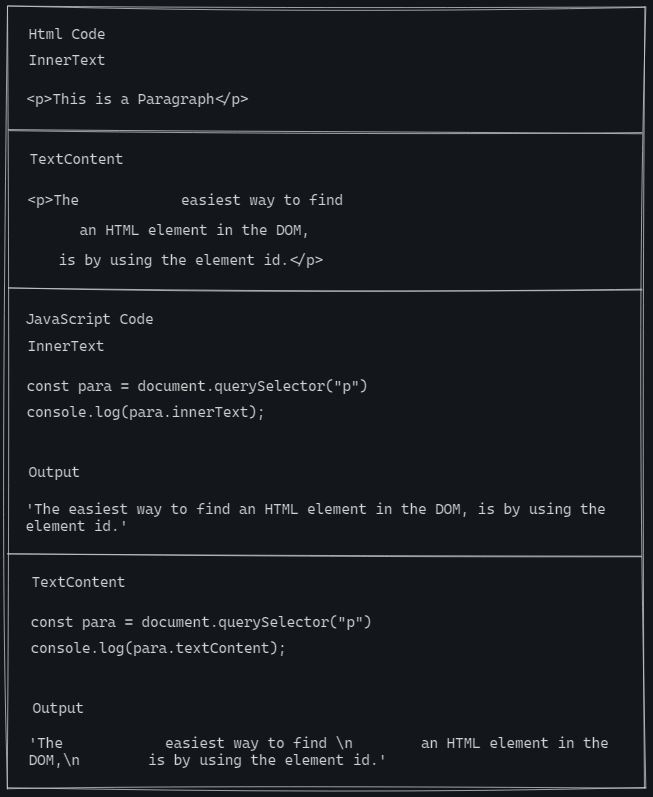 Html Code
InnerText
<p>This is a Paragraph</p>
TextContent
<p>The            easiest way to find
      an HTML element in the DOM,
    is by using the element id.</p>
JavaScript Code
InnerText
const para = document.querySelector("p")
console.log(para.innerText);
Output
'The easiest way to find an HTML element in the DOM, is by using the
element id.'
TextContent
const para = document.querySelector("p")
console.log(para.textContent);
Output
'The            easiest way to find \n        an HTML element in the
DOM,\n        is by using the element id.'